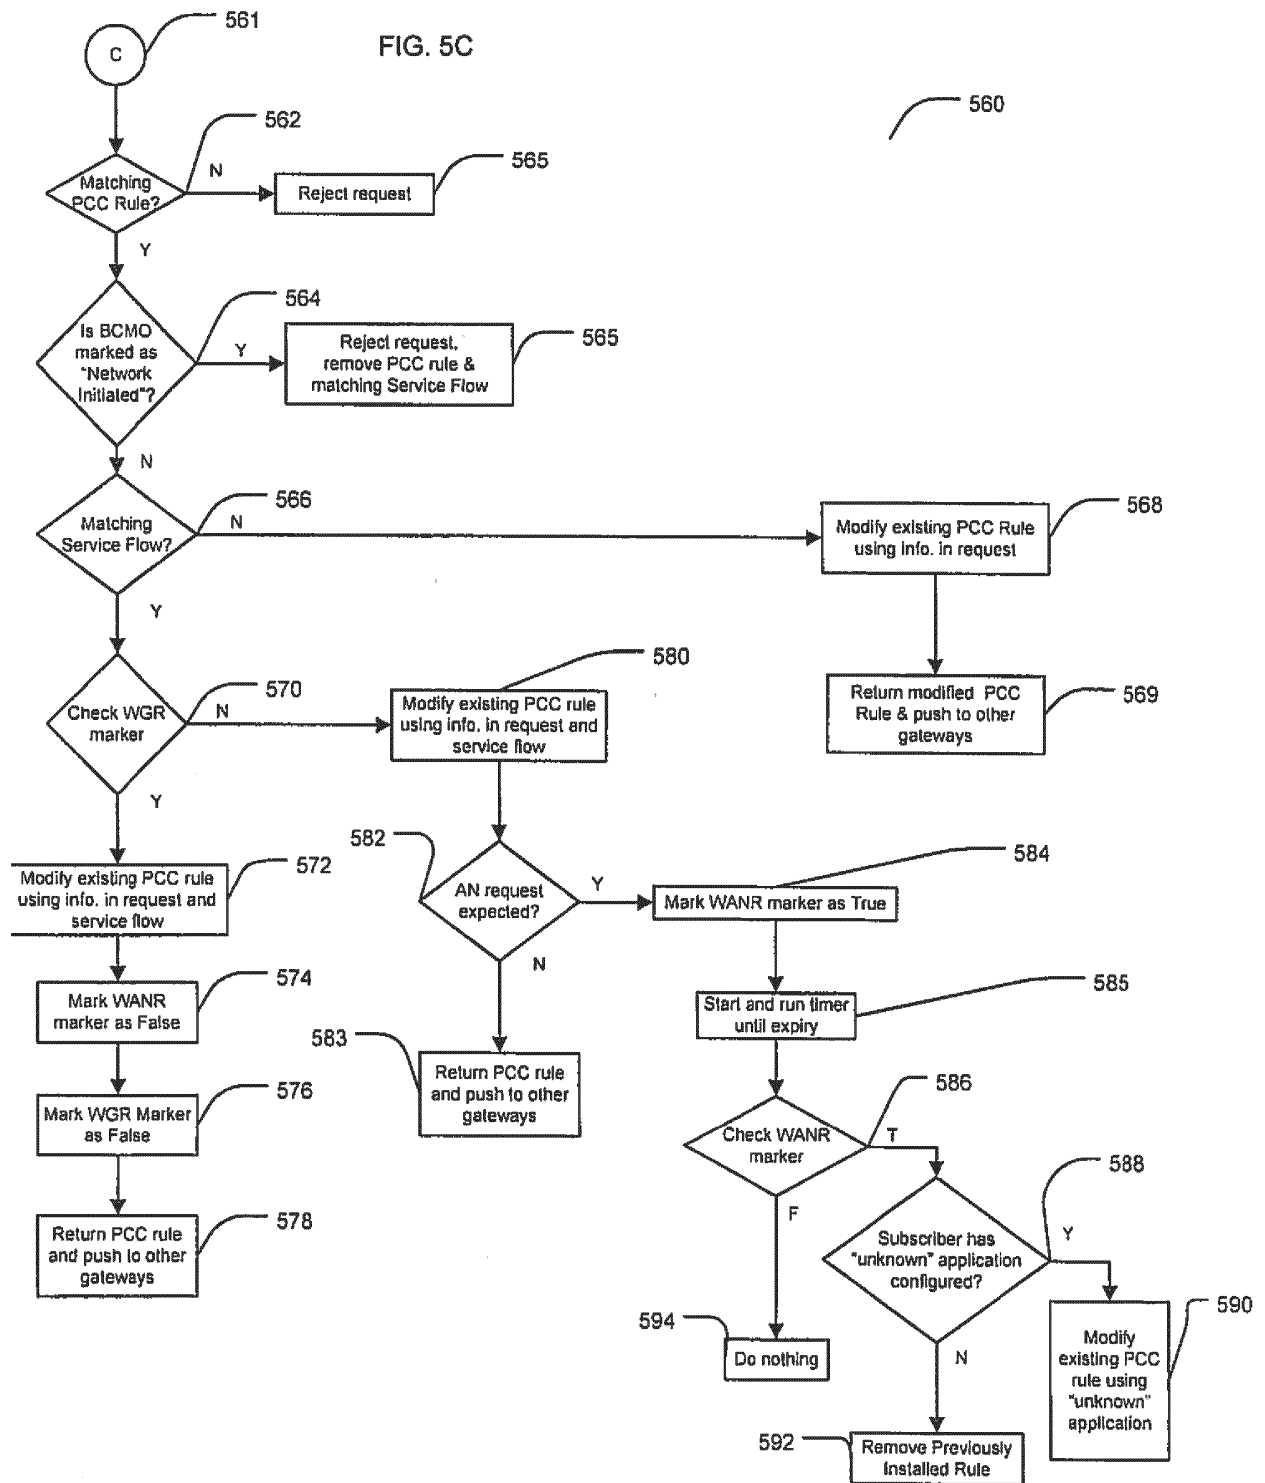 561
C
FIG. 5C
560
562
Matching
PCC Rule?
N
565
Reject request
Y
564
Is BCMO
marked as
"Network
Initiated"?
Y
565
Reject request,
remove PCC rule &
matching Service Flow
N
566
Matching
Service Flow?
N
568
Modify existing PCC Rule
using info. in request
Y
569
Return modified PCC
Rule & push to other
gateways
570
Check WGR
marker
N
580
Modify existing PCC rule
using info. in request and
service flow
Y
572
Modify existing PCC rule
using info. in request and
service flow
582
AN request
expected?
Y
584
Mark WANR marker as True
N
574
Mark WANR
marker as False
585
Start and run timer
until expiry
583
Return PCC rule
and push to other
gateways
576
Mark WGR Marker
as False
586
Check WANR
marker
T
F
578
Return PCC rule
and push to other
gateways
588
Subscriber has
"unknown" application
configured?
Y
590
Modify
existing PCC
rule using
"unknown"
application
594
Do nothing
N
592
Remove Previously
Installed Rule